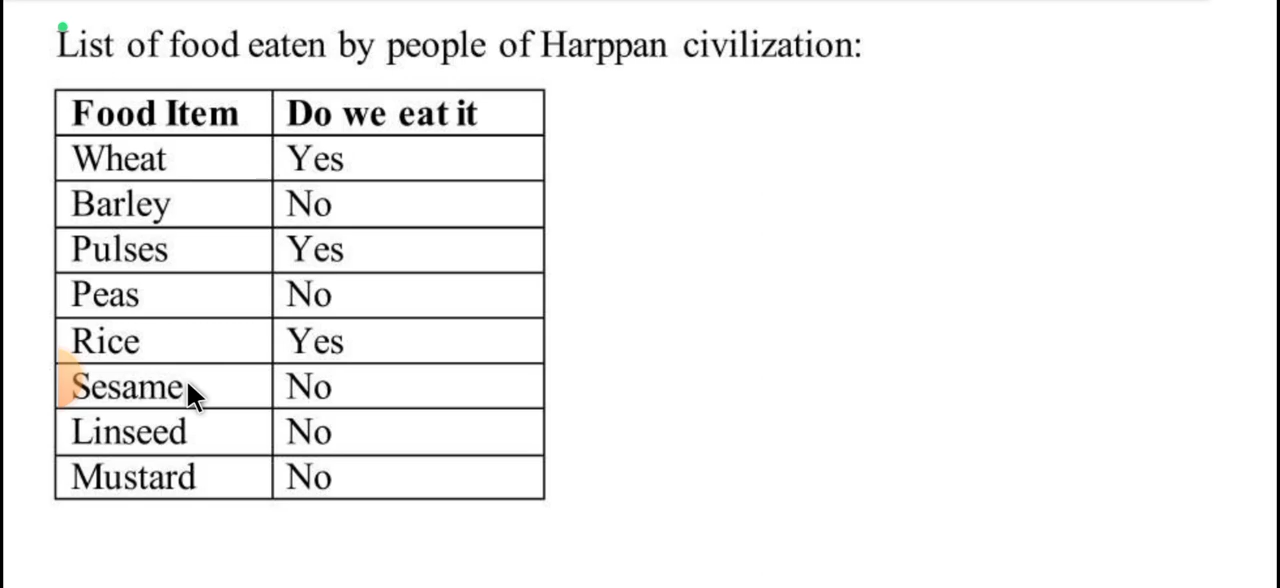 List of food eaten by people of Harppan civilization:
Food Item Do we eat it
Wheat Yes
Barley No
Pulses Yes
Peas No
Rice Yes
Sesame No
Linseed No
Mustard No